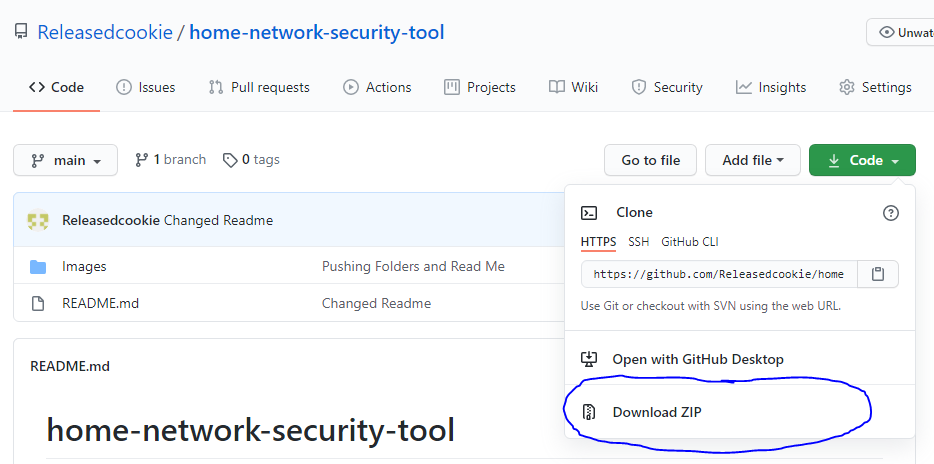 Releasedcookie / home-network-security-tool
Unwat
Code Issues Pull requests Actions Projects Wiki Security Insights Settings
main 1 branch 0 tags Go to file Add file Code
Releasedcookie Changed Readme
Images Pushing Folders and Read Me
README.md Changed Readme
Clone
HTTPS SSH GitHub CLI
https://github.com/Releasedcookie/home
Use Git or checkout with SVN using the web URL.
Open with GitHub Desktop
Download ZIP
README.md
home-network-security-tool